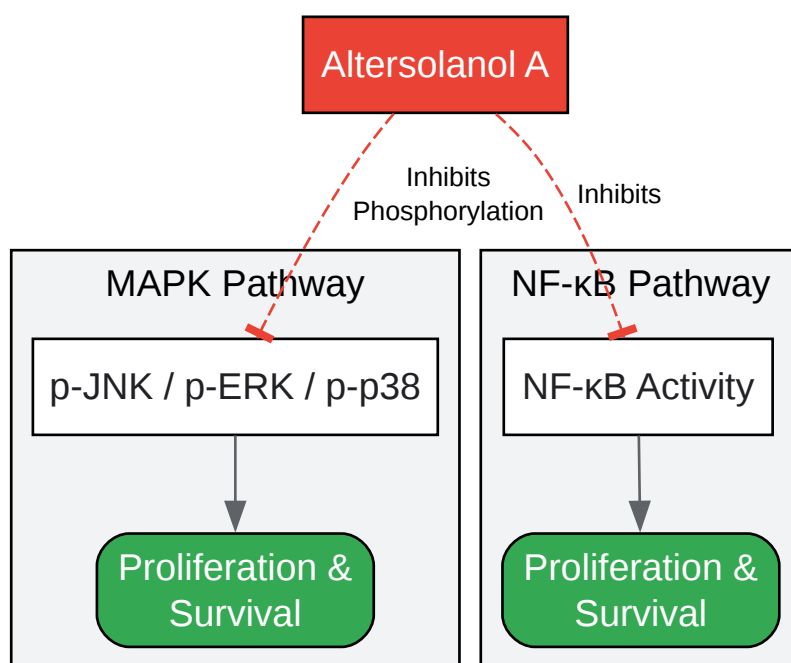 Altersolanol A
Inhibits
Phosphorylation
Inhibits
MAPK Pathway
p-JNK / p-ERK / p-p38
Proliferation &
Survival
NF-κB Pathway
NF-κB Activity
Proliferation &
Survival